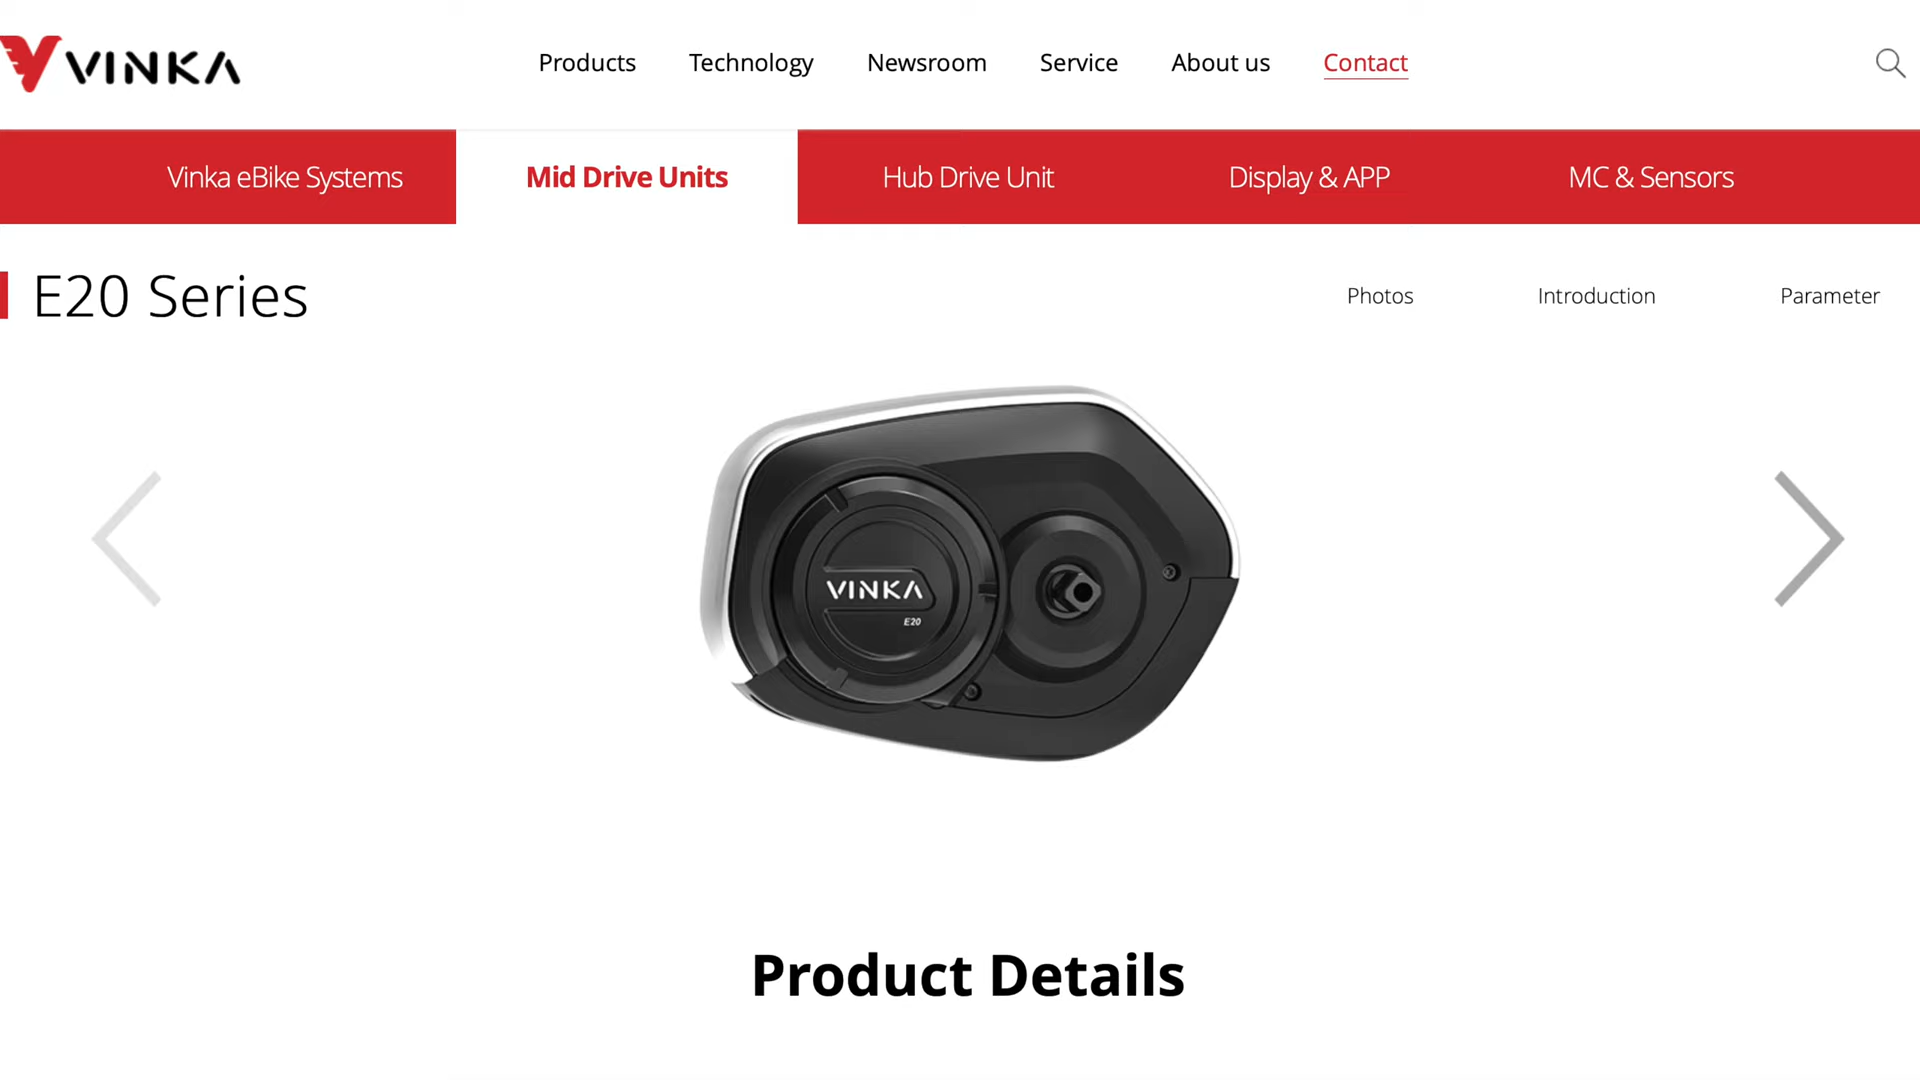 VINKA
Products Technology Newsroom Service About us Contact
Vinka eBike Systems Mid Drive Units Hub Drive Unit Display & APP MC & Sensors
E20 Series
Photos Introduction Parameter
VINKA
E20
Product Details